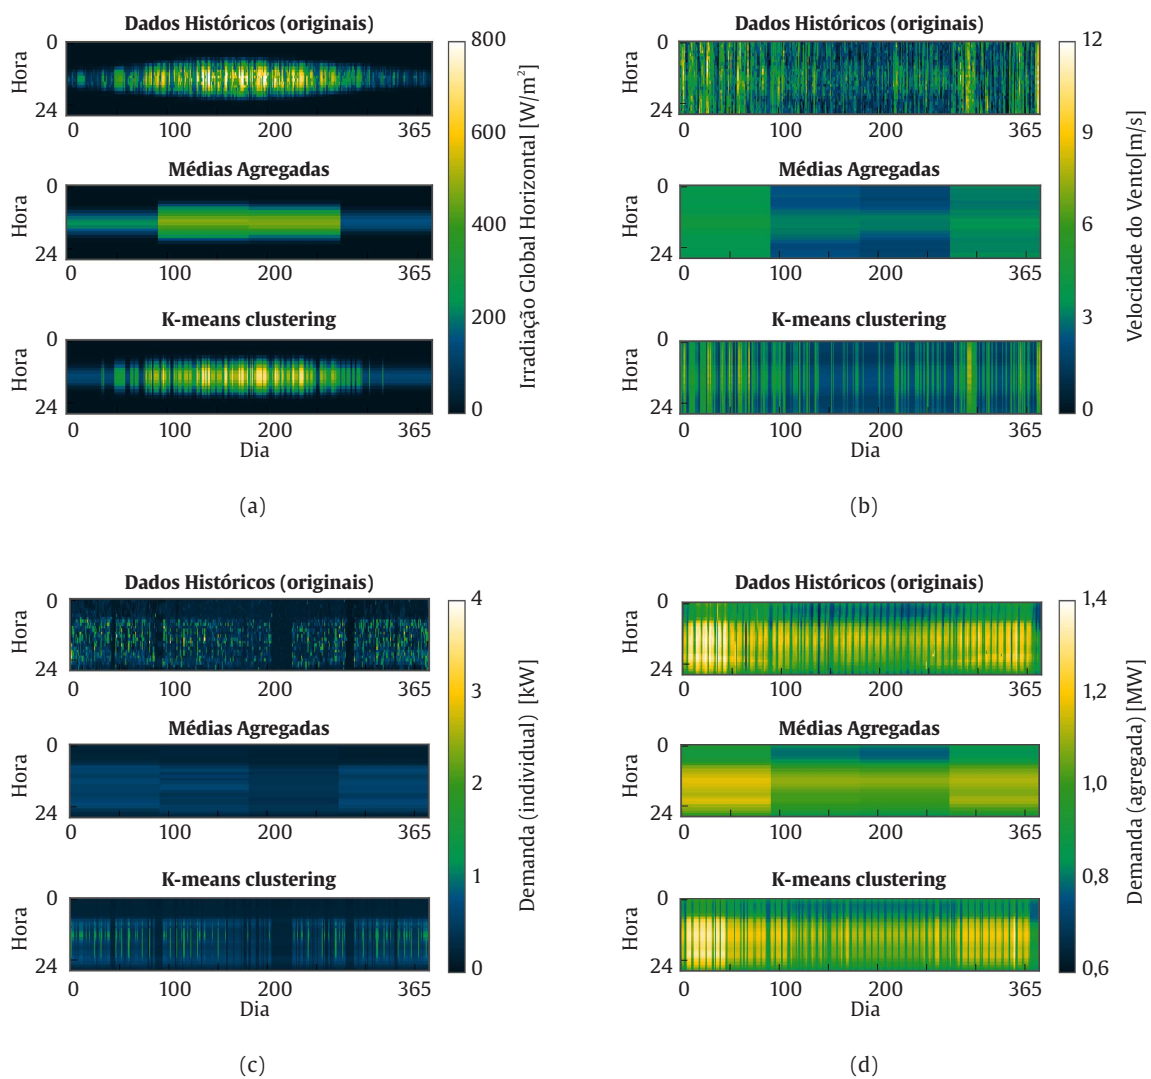 Dados Históricos (originais)
0
Hora
24
0 100 200 365
Médias Agregadas
0
Hora
24
0 100 200 365
K-means clustering
0
Hora
24
0 100 200 365
Dia
800
600
400
200
0
Irradiação Global Horizontal [W/m²]
(a)
Dados Históricos (originais)
0
Hora
24
0 100 200 365
Médias Agregadas
0
Hora
24
0 100 200 365
K-means clustering
0
Hora
24
0 100 200 365
Dia
12
9
6
3
0
Velocidade do Vento[m/s]
(b)
Dados Históricos (originais)
0
Hora
24
0 100 200 365
Médias Agregadas
0
Hora
24
0 100 200 365
K-means clustering
0
Hora
24
0 100 200 365
Dia
4
3
2
1
0
Demanda (individual) [kW]
(c)
Dados Históricos (originais)
0
Hora
24
0 100 200 365
Médias Agregadas
0
Hora
24
0 100 200 365
K-means clustering
0
Hora
24
0 100 200 365
Dia
1,4
1,2
1,0
0,8
0,6
Demanda (agregada) [MW]
(d)